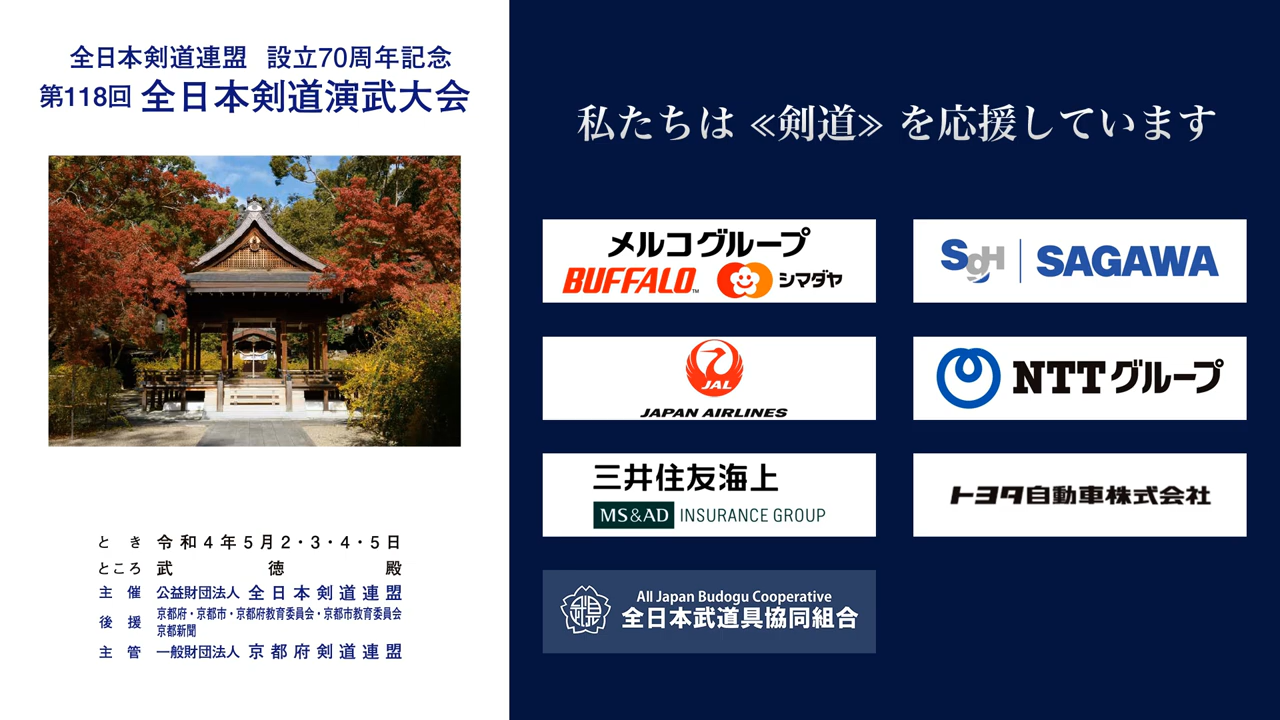 全日本剣道連盟 設立70周年記念
第118回 全日本剣道演武大会
とき 令和4年5月2・3・4・5日
ところ 武徳殿
主催 公益財団法人 全日本剣道連盟
後援 京都府・京都市・京都府教育委員会・京都市教育委員会
京都新聞
主管 一般財団法人 京都府剣道連盟
私たちは ≪剣道≫ を応援しています
メルコグループ
BUFFALO™ シマダヤ
SGH SAGAWA
JAL
JAPAN AIRLINES
NTTグループ
三井住友海上
MS&AD INSURANCE GROUP
トヨタ自動車株式会社
All Japan Budogu Cooperative
全日本武道具協同組合